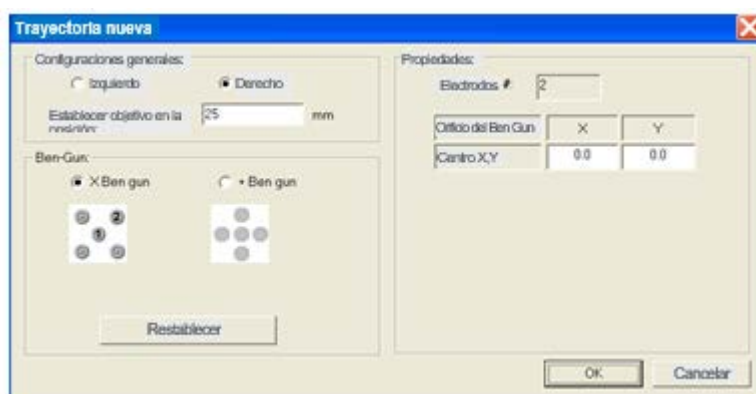 Trayectoria nueva
Configuraciones generales:
Izquierdo
Derecho
Establecer objetivo en la posición:
25
mm
Ben-Gun:
X Ben gun
+ Ben gun
2
1
Restablecer
Propiedades:
Electrodos #:
2
Orificio del Ben Gun
X
Y
Centro X,Y
0.0
0.0
OK
Cancelar